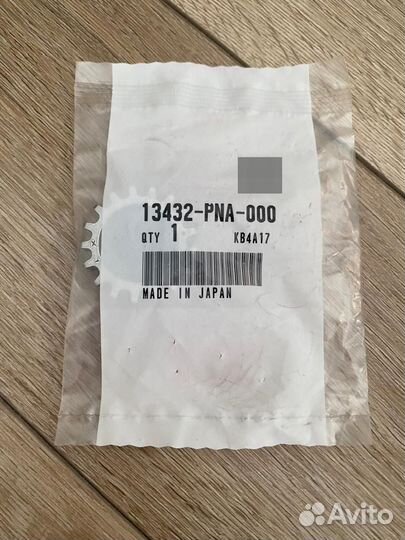 13432-PNA-000
QTY 1 KB4A17
MADE IN JAPAN
Avito